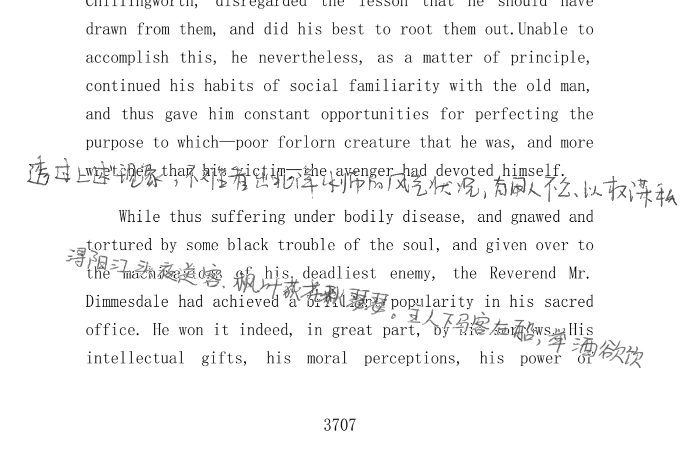 Chillingworth, disregarded the lesson that he should have
drawn from them, and did his best to root them out.Unable to
accomplish this, he nevertheless, as a matter of principle,
continued his habits of social familiarity with the old man,
and thus gave him constant opportunities for perfecting the
purpose to which—poor forlorn creature that he was, and more
wretched than his victim—the avenger had devoted himself.
透过上述现象,不难看出北洋水师的风气状况,有用人不公、以权谋私
While thus suffering under bodily disease, and gnawed and
tortured by some black trouble of the soul, and given over to
浔阳江头夜送客,枫叶荻花秋瑟瑟。主人下马客在船,举酒欲饮
the machinations of his deadliest enemy, the Reverend Mr.
Dimmesdale had achieved a brilliant popularity in his sacred
office. He won it indeed, in great part, by his sorrows. His
intellectual gifts, his moral perceptions, his power of
3707